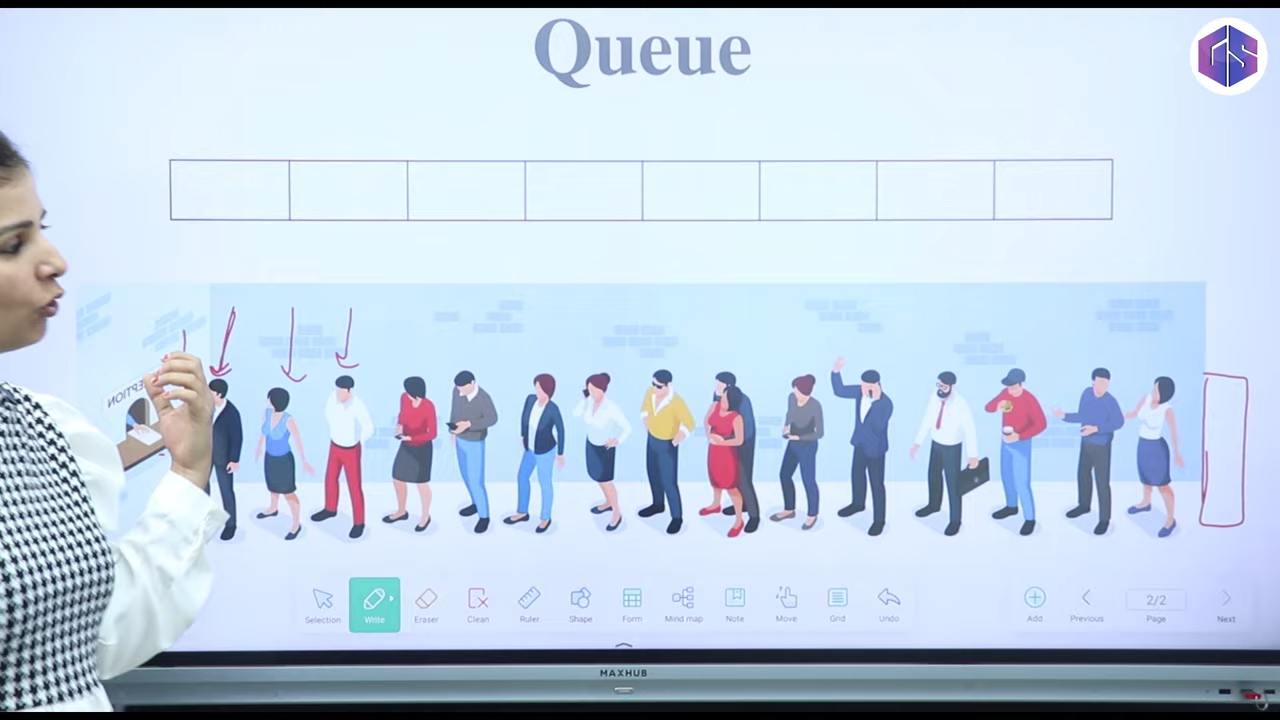 Queue
Selection
Write
Eraser
Clean
Ruler
Shape
Form
Mind map
Note
Move
Grid
Undo
Add
Previous
2/2
Page
Next
MAXHUB